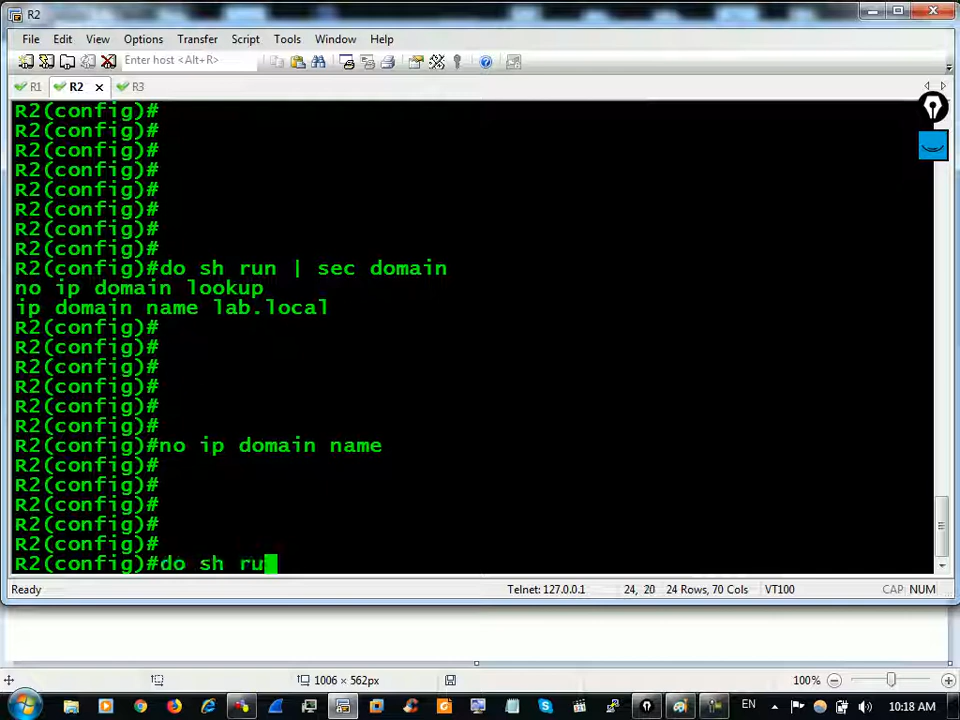 R2
File Edit View Options Transfer Script Tools Window Help
Enter host <Alt+R>
R1 R2 × R3
R2(config)#
R2(config)#
R2(config)#
R2(config)#
R2(config)#
R2(config)#
R2(config)#
R2(config)#
R2(config)#do sh run | sec domain
no ip domain lookup
ip domain name lab.local
R2(config)#
R2(config)#
R2(config)#
R2(config)#
R2(config)#
R2(config)#
R2(config)#no ip domain name
R2(config)#
R2(config)#
R2(config)#
R2(config)#
R2(config)#
R2(config)#do sh ru
Ready Telnet: 127.0.0.1 24, 20 24 Rows, 70 Cols VT100 CAP NUM
1006 × 562px 100%
EN 10:18 AM